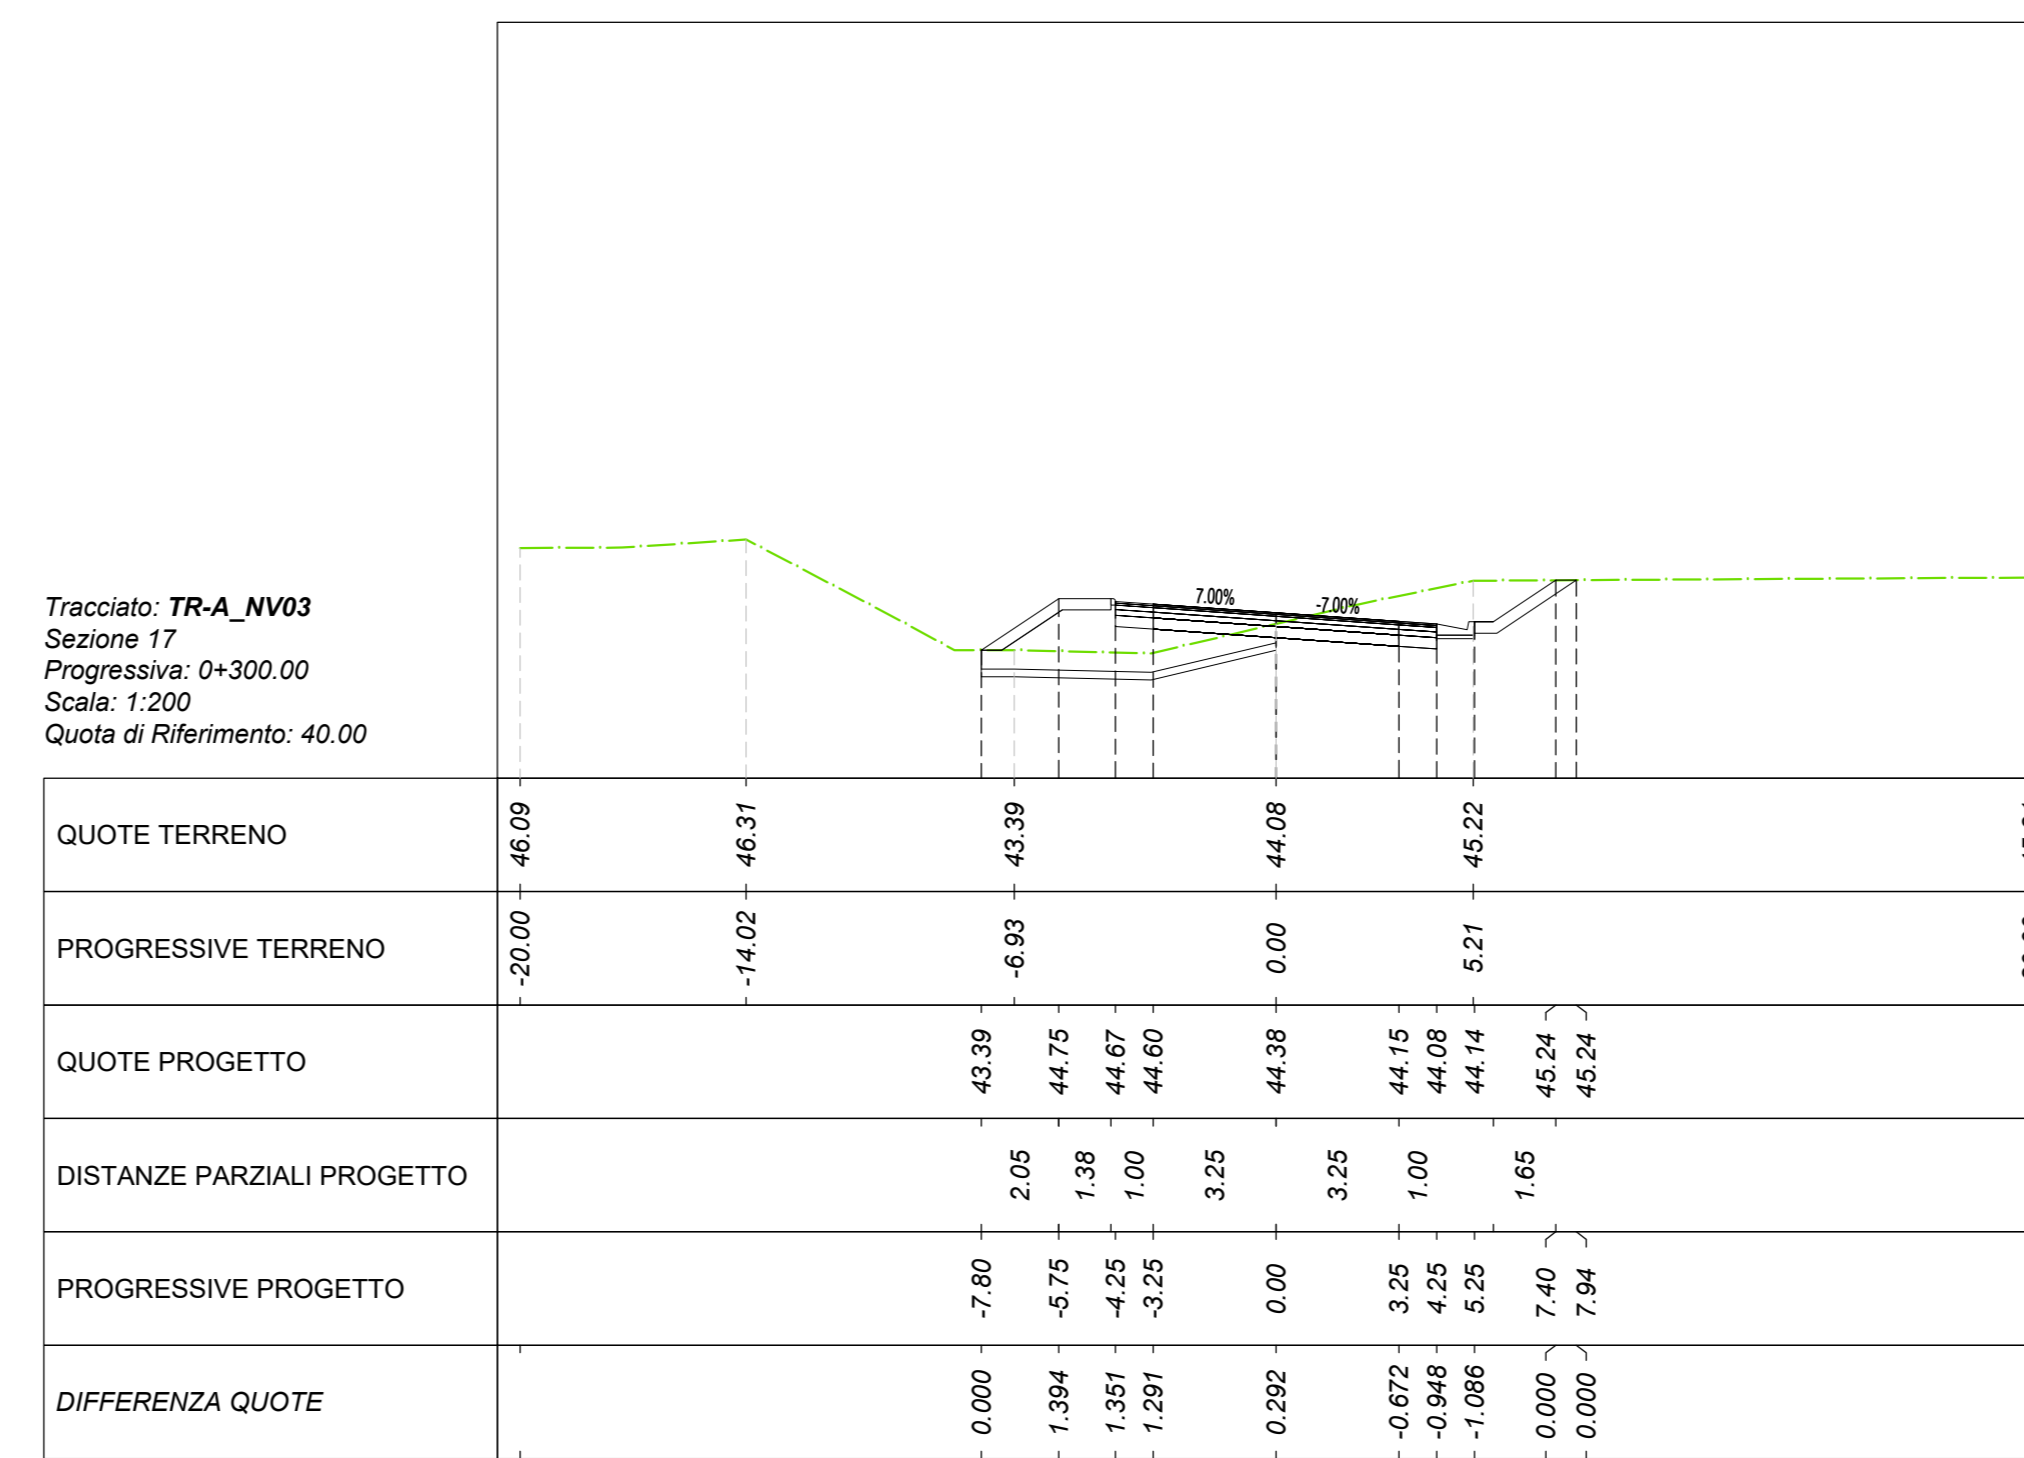 7.00%
-7.00%
Tracciato: TR-A_NV03
Sezione 17
Progressiva: 0+300.00
Scala: 1:200
Quota di Riferimento: 40.00
QUOTE TERRENO 46.09 46.31 43.39 44.08 45.22
PROGRESSIVE TERRENO -20.00 -14.02 -6.93 0.00 5.21
QUOTE PROGETTO 43.39 44.75 44.67 44.60 44.38 44.15 44.08 44.14 45.24 45.24
DISTANZE PARZIALI PROGETTO 2.05 1.38 1.00 3.25 3.25 1.00 1.65
PROGRESSIVE PROGETTO -7.80 -5.75 -4.25 -3.25 0.00 3.25 4.25 5.25 7.40 7.94
DIFFERENZA QUOTE 0.000 1.394 1.351 1.291 0.292 -0.672 -0.948 -1.086 0.000 0.000